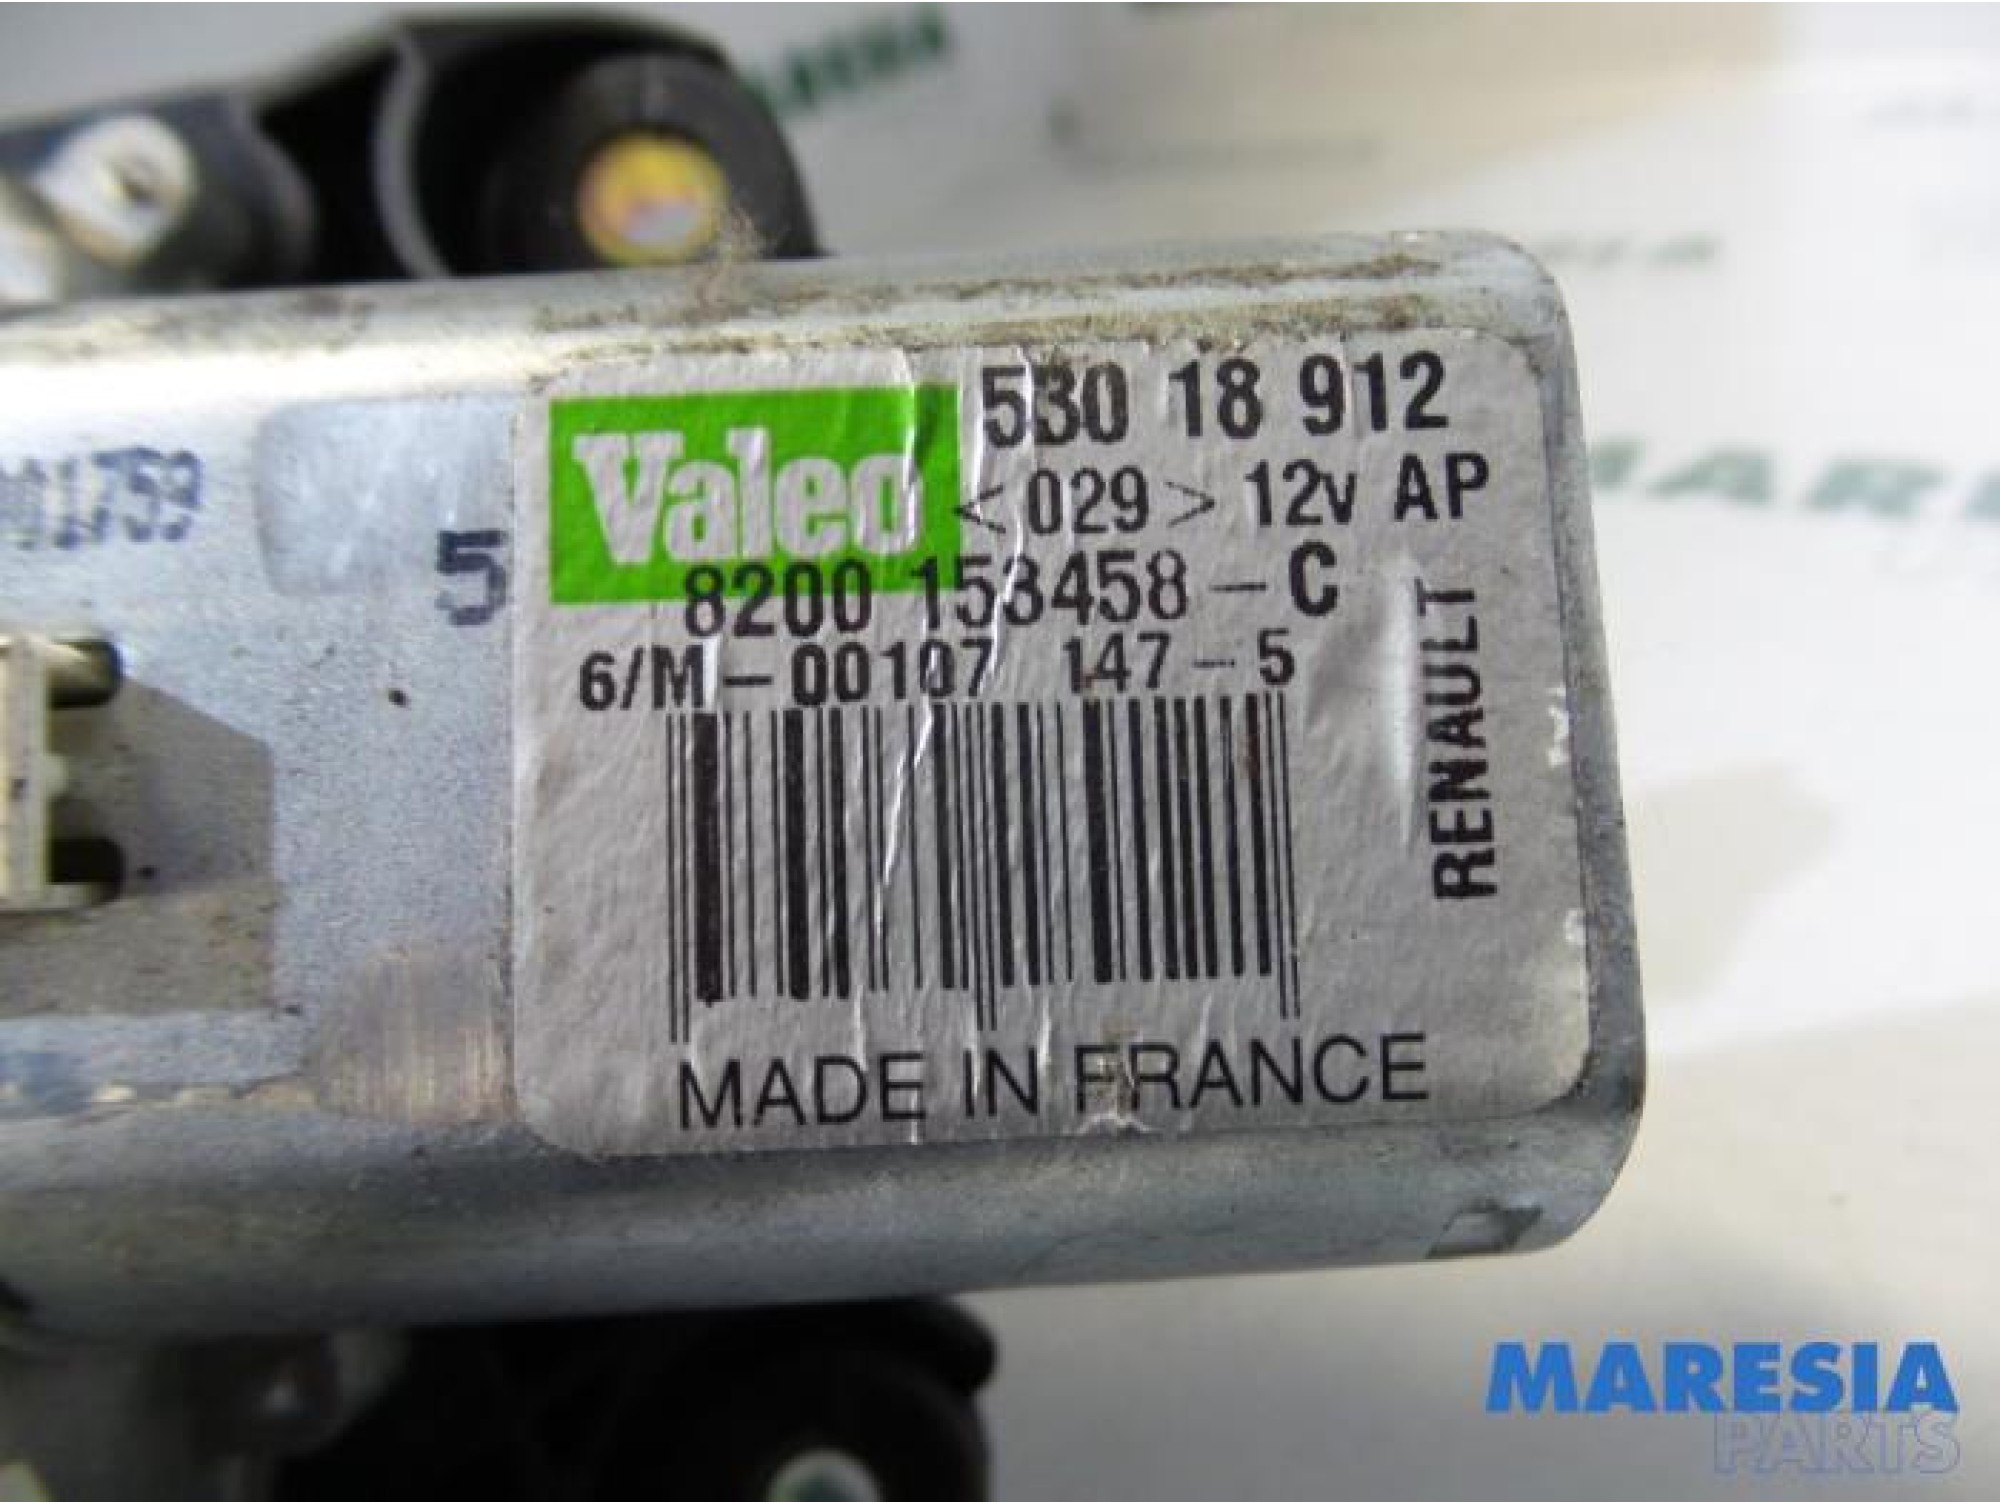 Valeo
530 18 912
<029> 12v AP
8200 153458-C
6/M-00107 147-5
RENAULT
MADE IN FRANCE
5
01759
MARESIA
PARTS